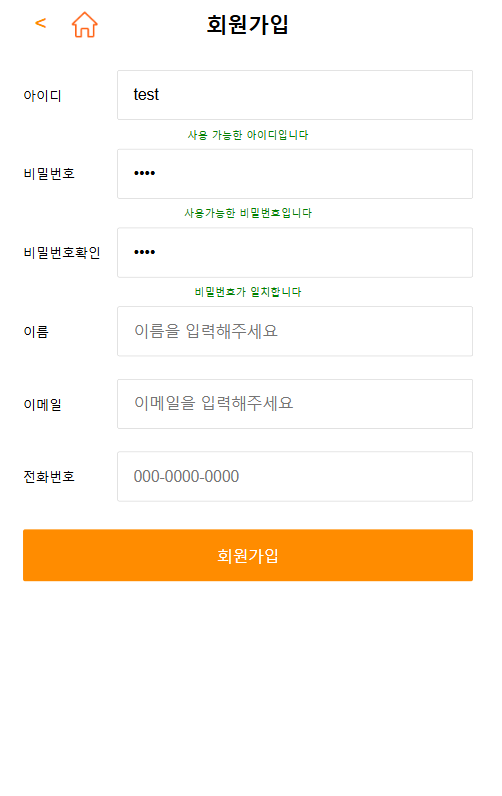 < 회원가입
아이디 test
사용 가능한 아이디입니다
비밀번호 ••••
사용가능한 비밀번호입니다
비밀번호확인 ••••
비밀번호가 일치합니다
이름 이름을 입력해주세요
이메일 이메일을 입력해주세요
전화번호 000-0000-0000
회원가입